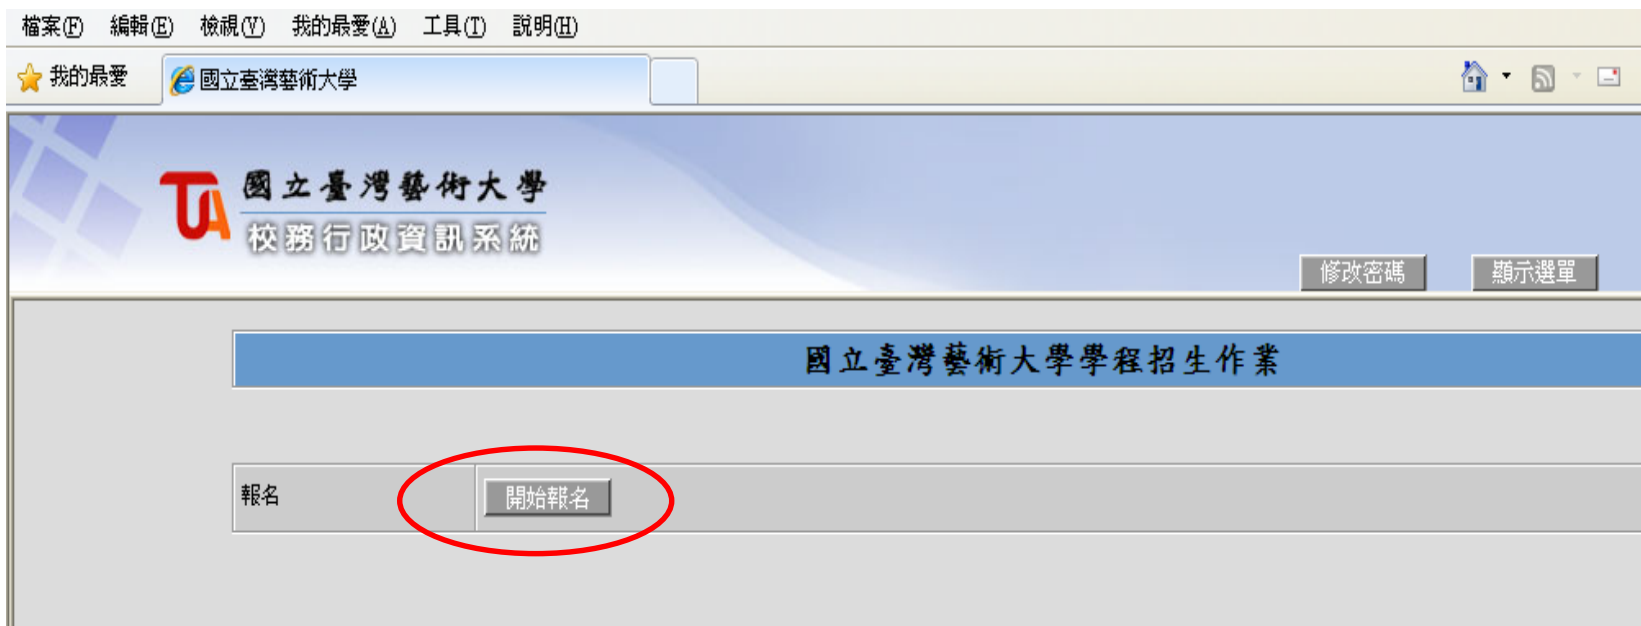 檔案(F) 編輯(E) 檢視(V) 我的最愛(A) 工具(T) 說明(H)
我的最愛 國立臺灣藝術大學
國立臺灣藝術大學
校務行政資訊系統
修改密碼 顯示選單
國立臺灣藝術大學學程招生作業
報名 開始報名